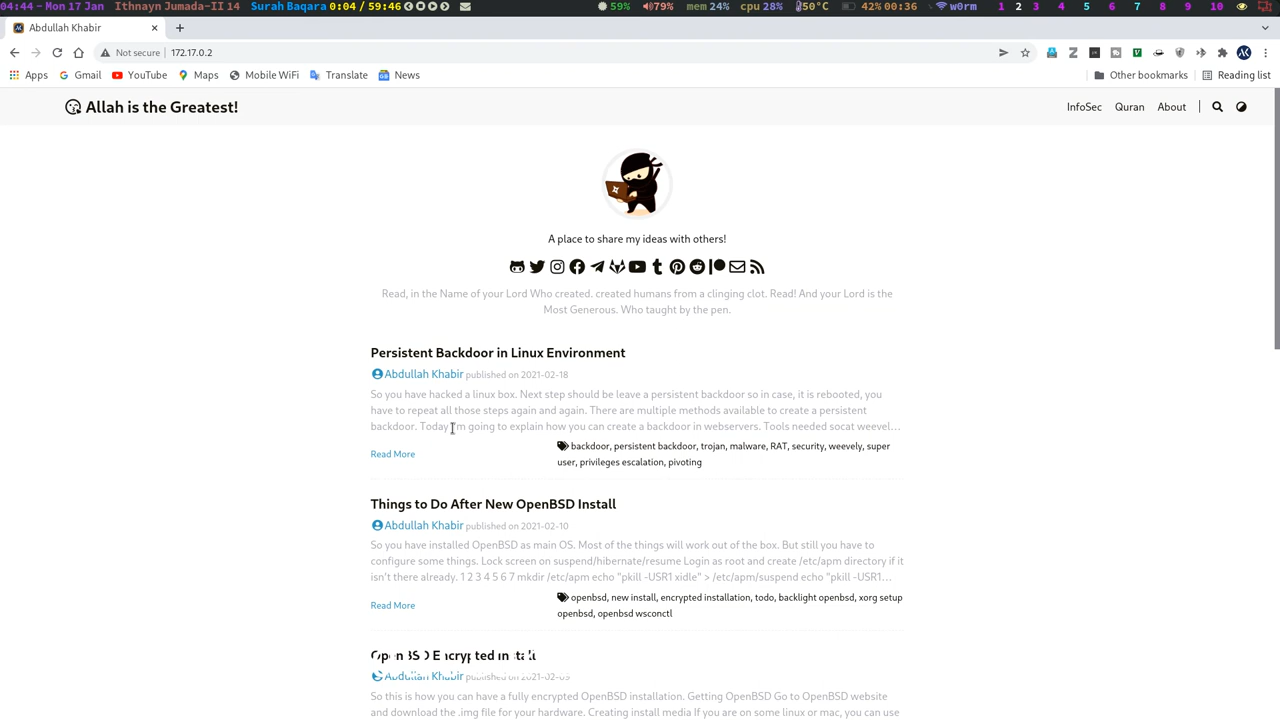 04:44 - Mon 17 Jan Ithnayn Jumada-II 14 Surah Baqara 0:04 / 59:46 59% 79% mem 24% cpu 28% 50°C 42% 00:36 w0rm 1 2 3 4 5 6 7 8 9 10
Abdullah Khabir
Not secure 172.17.0.2
Apps Gmail YouTube Maps Mobile WiFi Translate News Other bookmarks Reading list
Allah is the Greatest! InfoSec Quran About
A place to share my ideas with others!
Read, in the Name of your Lord Who created. created humans from a clinging clot. Read! And your Lord is the
Most Generous. Who taught by the pen.
Persistent Backdoor in Linux Environment
Abdullah Khabir published on 2021-02-18
So you have hacked a linux box. Next step should be leave a persistent backdoor so in case, it is rebooted, you
have to repeat all those steps again and again. There are multiple methods available to create a persistent
backdoor. Today I'm going to explain how you can create a backdoor in webservers. Tools needed socat weevel...
Read More
backdoor, persistent backdoor, trojan, malware, RAT, security, weevely, super
user, privileges escalation, pivoting
Things to Do After New OpenBSD Install
Abdullah Khabir published on 2021-02-10
So you have installed OpenBSD as main OS. Most of the things will work out of the box. But still you have to
configure some things. Lock screen on suspend/hibernate/resume Login as root and create /etc/apm directory if it
isn't there already. 1 2 3 4 5 6 7 mkdir /etc/apm echo "pkill -USR1 xidle" > /etc/apm/suspend echo "pkill -USR1...
Read More
openbsd, new install, encrypted installation, todo, backlight openbsd, xorg setup
openbsd, openbsd wsconctl
OpenBSD Encrypted Install
Abdullah Khabir published on 2021-02-03
So this is how you can have a fully encrypted OpenBSD installation. Getting OpenBSD Go to OpenBSD website
and download the .img file for your hardware. Creating install media If you are on some linux or mac, you can use